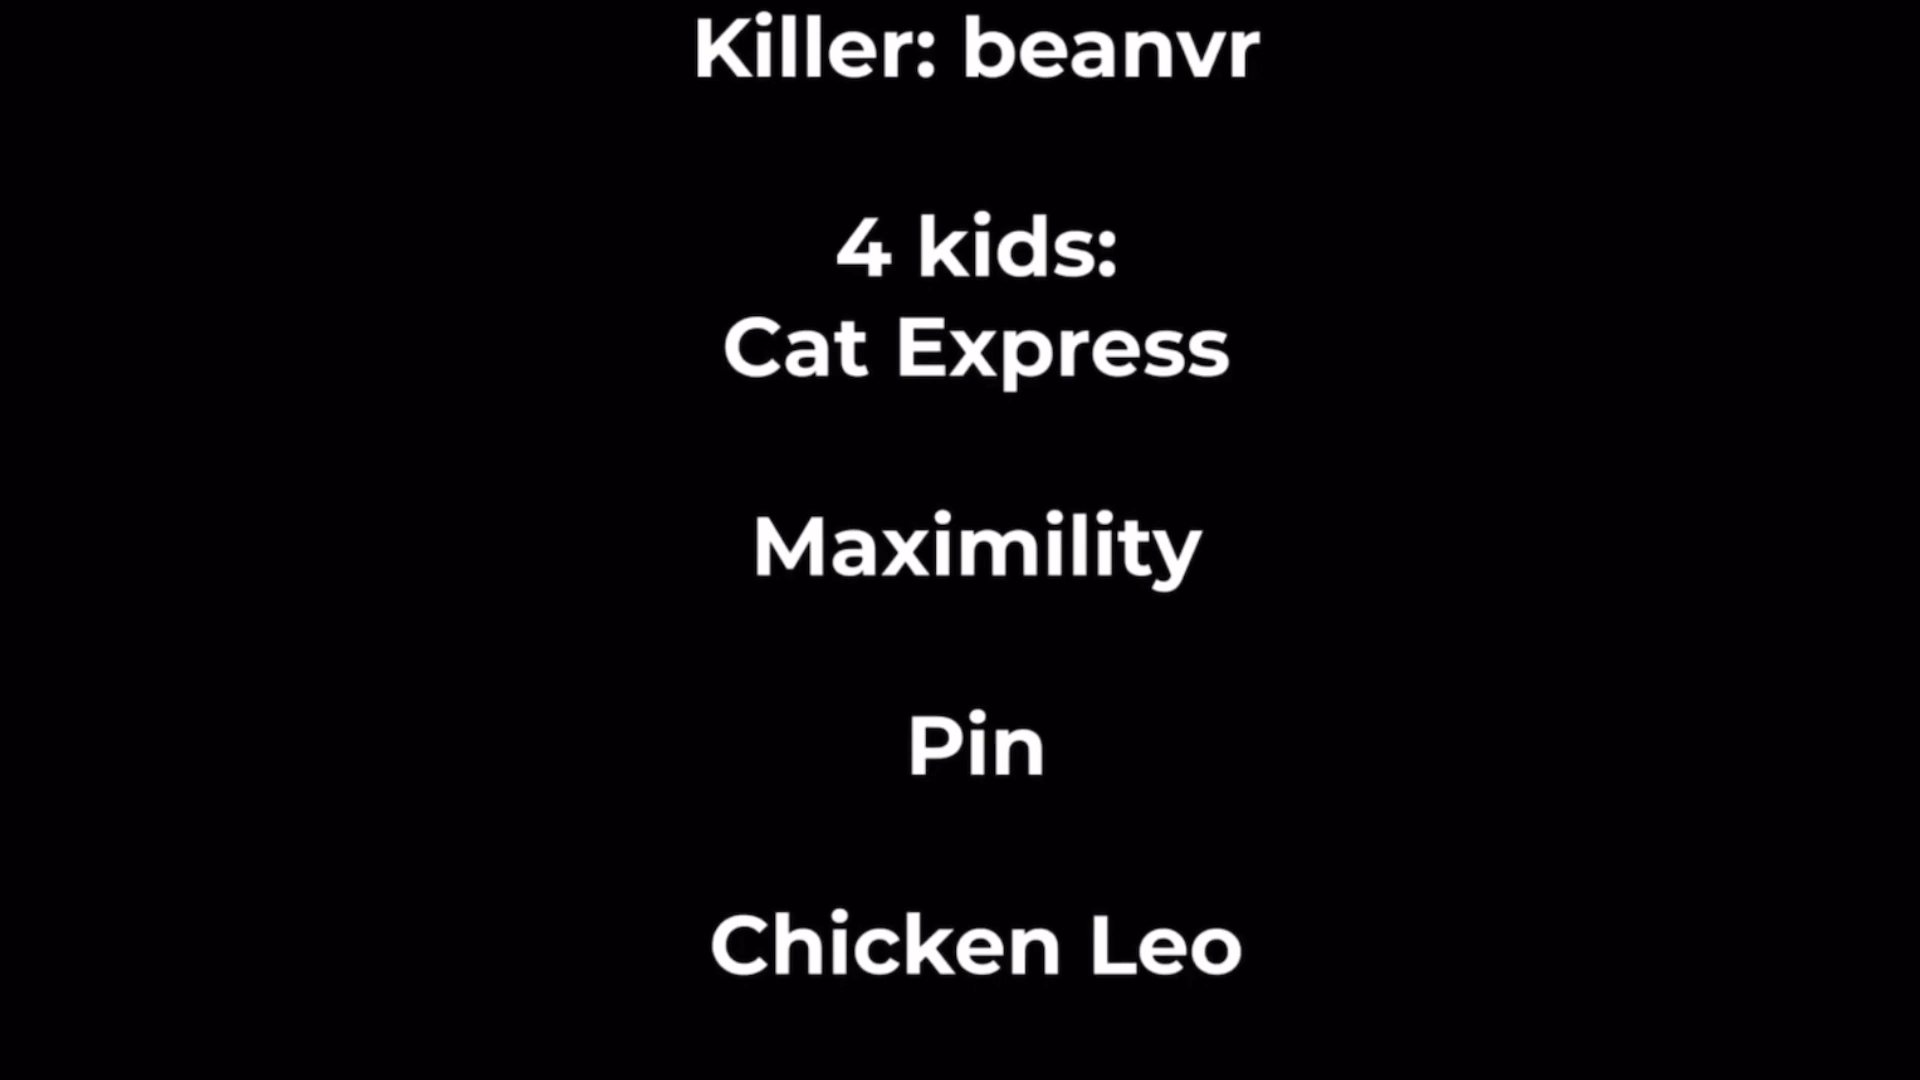 Killer: beanvr
4 kids:
Cat Express
Maximility
Pin
Chicken Leo